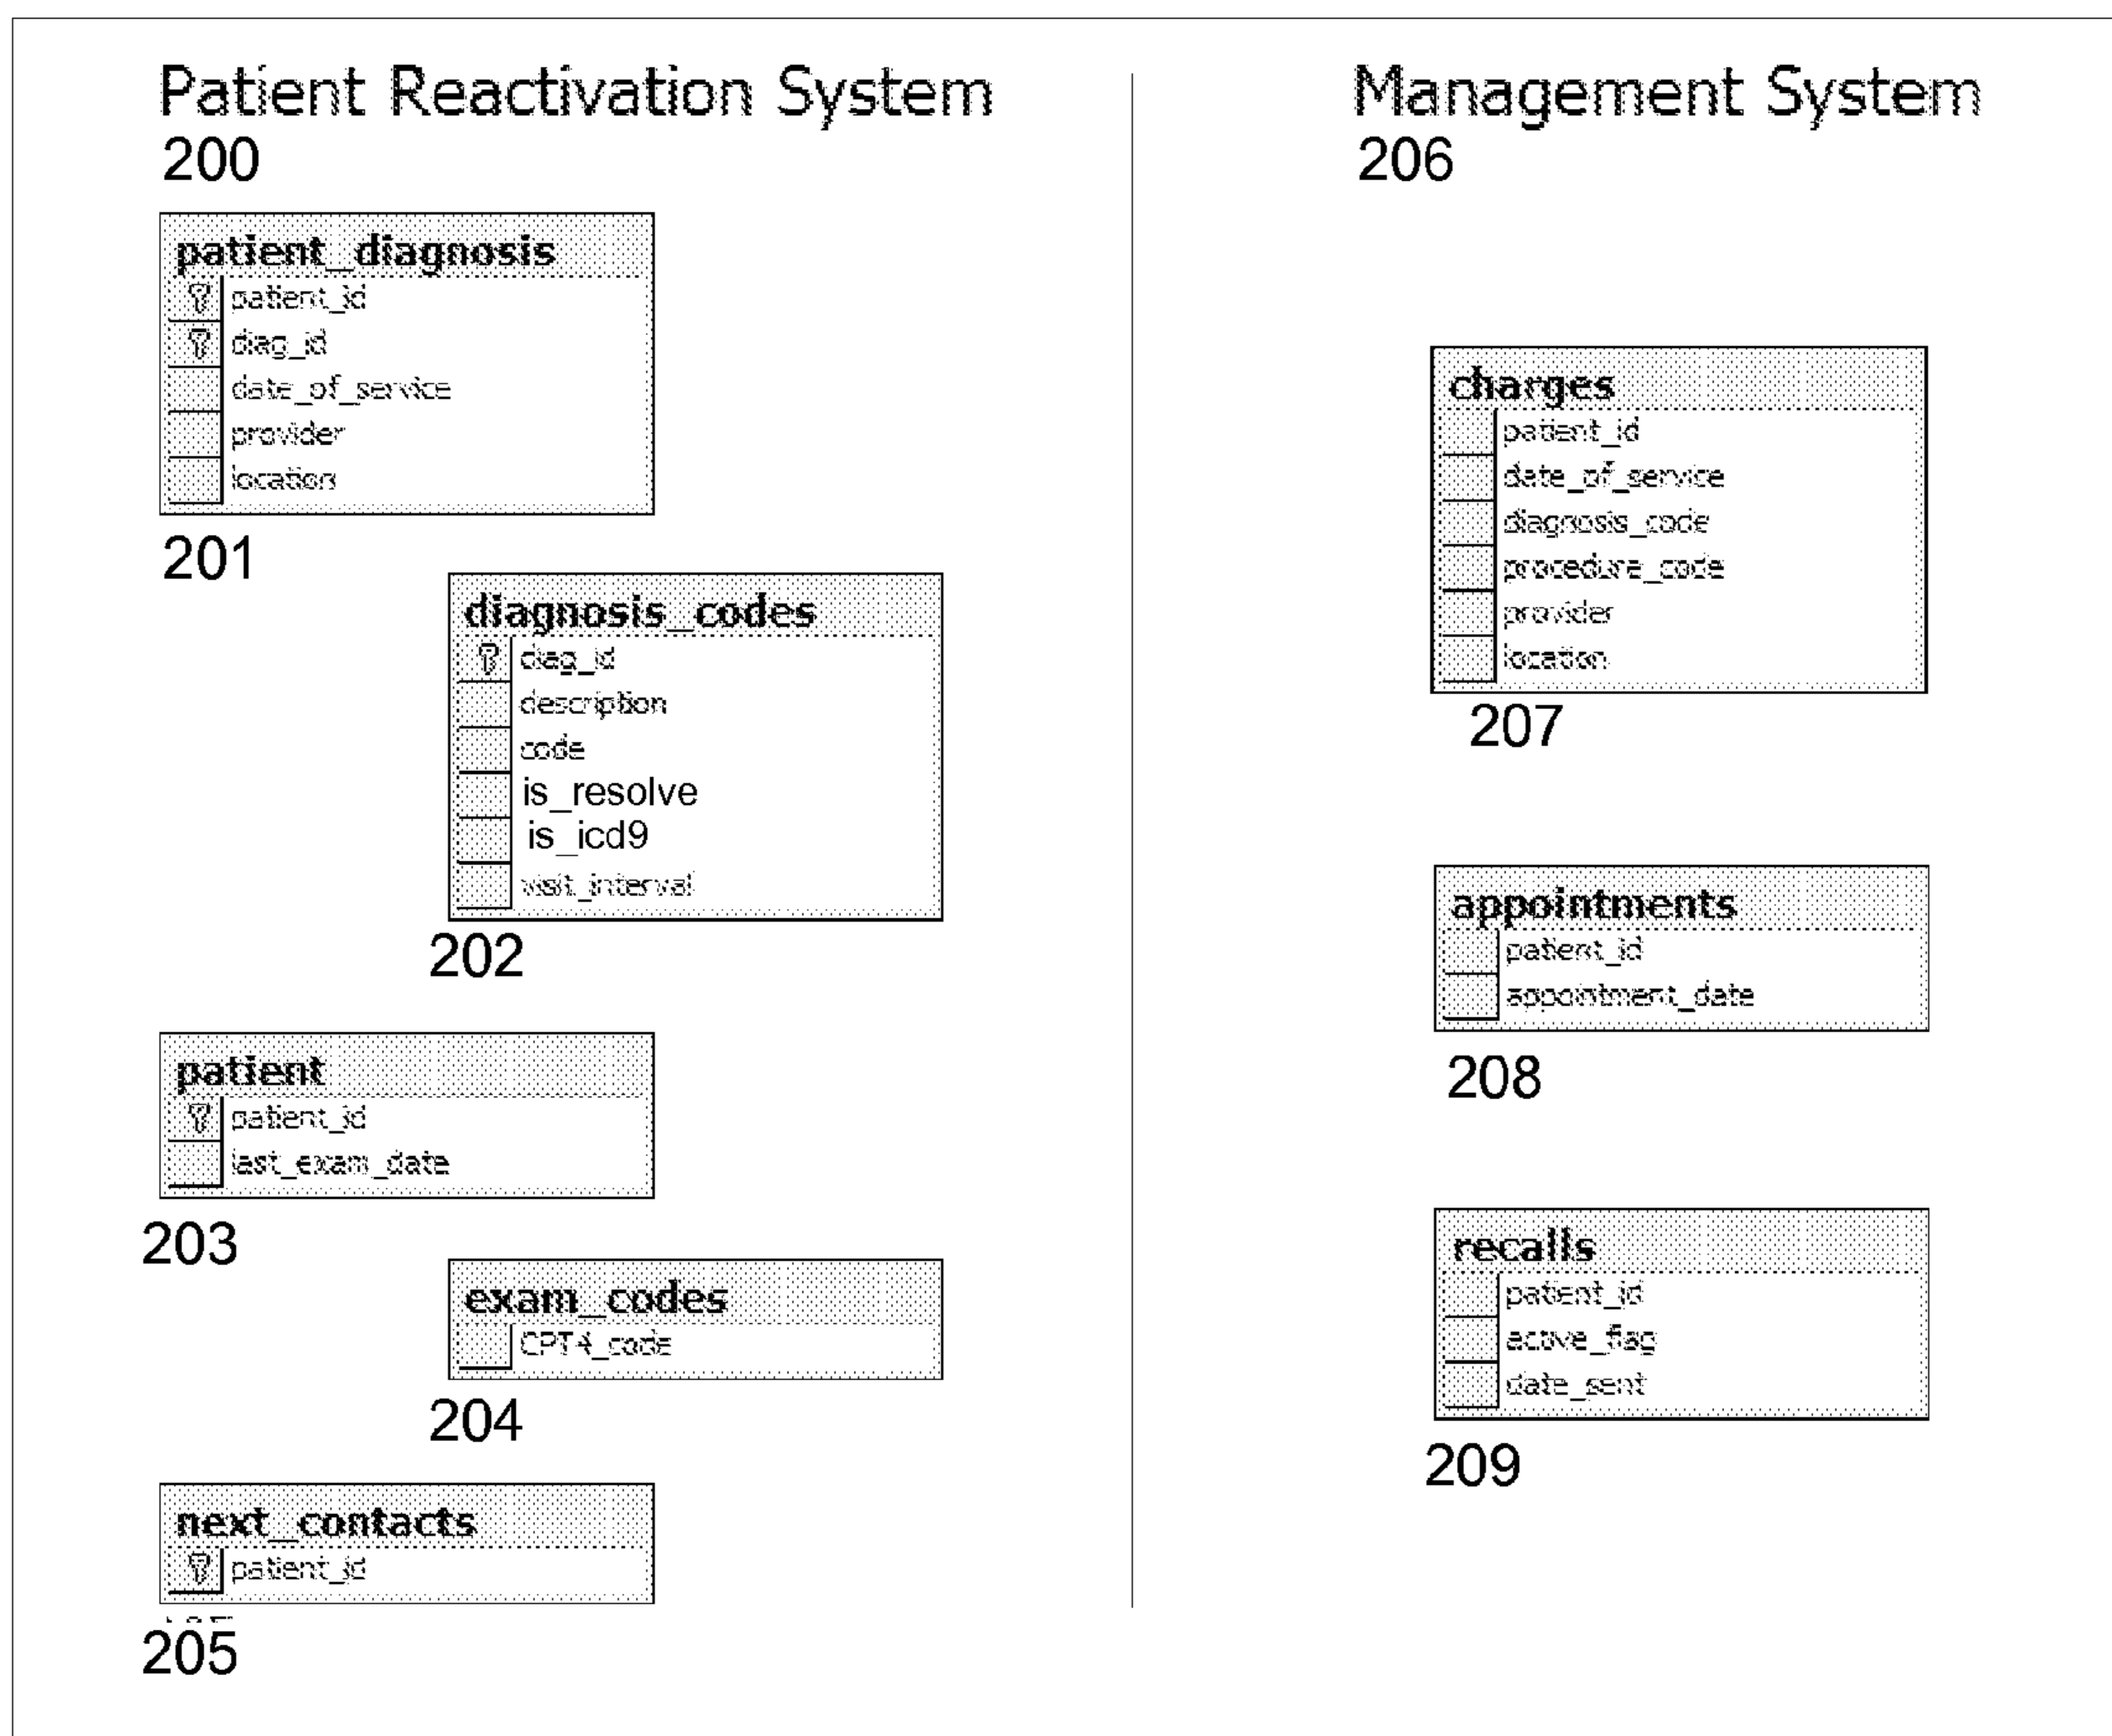 Patient Reactivation System
200
patient_diagnosis
patient_id
diag_id
date_of_service
provider
location
201
diagnosis_codes
diag_id
description
code
is_resolve
is_icd9
visit_interval
202
patient
patient_id
last_exam_date
203
exam_codes
CPT4_code
204
next_contacts
patient_id
205
Management System
206
charges
patient_id
date_of_service
diagnosis_code
procedure_code
provider
location
207
appointments
patient_id
appointment_date
208
recalls
patient_id
active_flag
date_sent
209